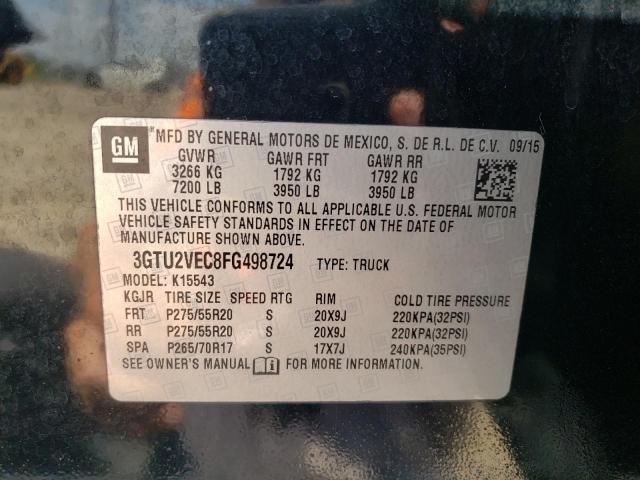 GM
MFD BY GENERAL MOTORS DE MEXICO, S. DE R.L. DE C.V. 09/15
GVWR GAWR FRT GAWR RR
3266 KG 1792 KG 1792 KG
7200 LB 3950 LB 3950 LB
THIS VEHICLE CONFORMS TO ALL APPLICABLE U.S. FEDERAL MOTOR
VEHICLE SAFETY STANDARDS IN EFFECT ON THE DATE OF
MANUFACTURE SHOWN ABOVE.
3GTU2VEC8FG498724 TYPE: TRUCK
MODEL: K15543
KGJR TIRE SIZE SPEED RTG RIM COLD TIRE PRESSURE
FRT P275/55R20 S 20X9J 220KPA(32PSI)
RR P275/55R20 S 20X9J 220KPA(32PSI)
SPA P265/70R17 S 17X7J 240KPA(35PSI)
SEE OWNER'S MANUAL FOR MORE INFORMATION.